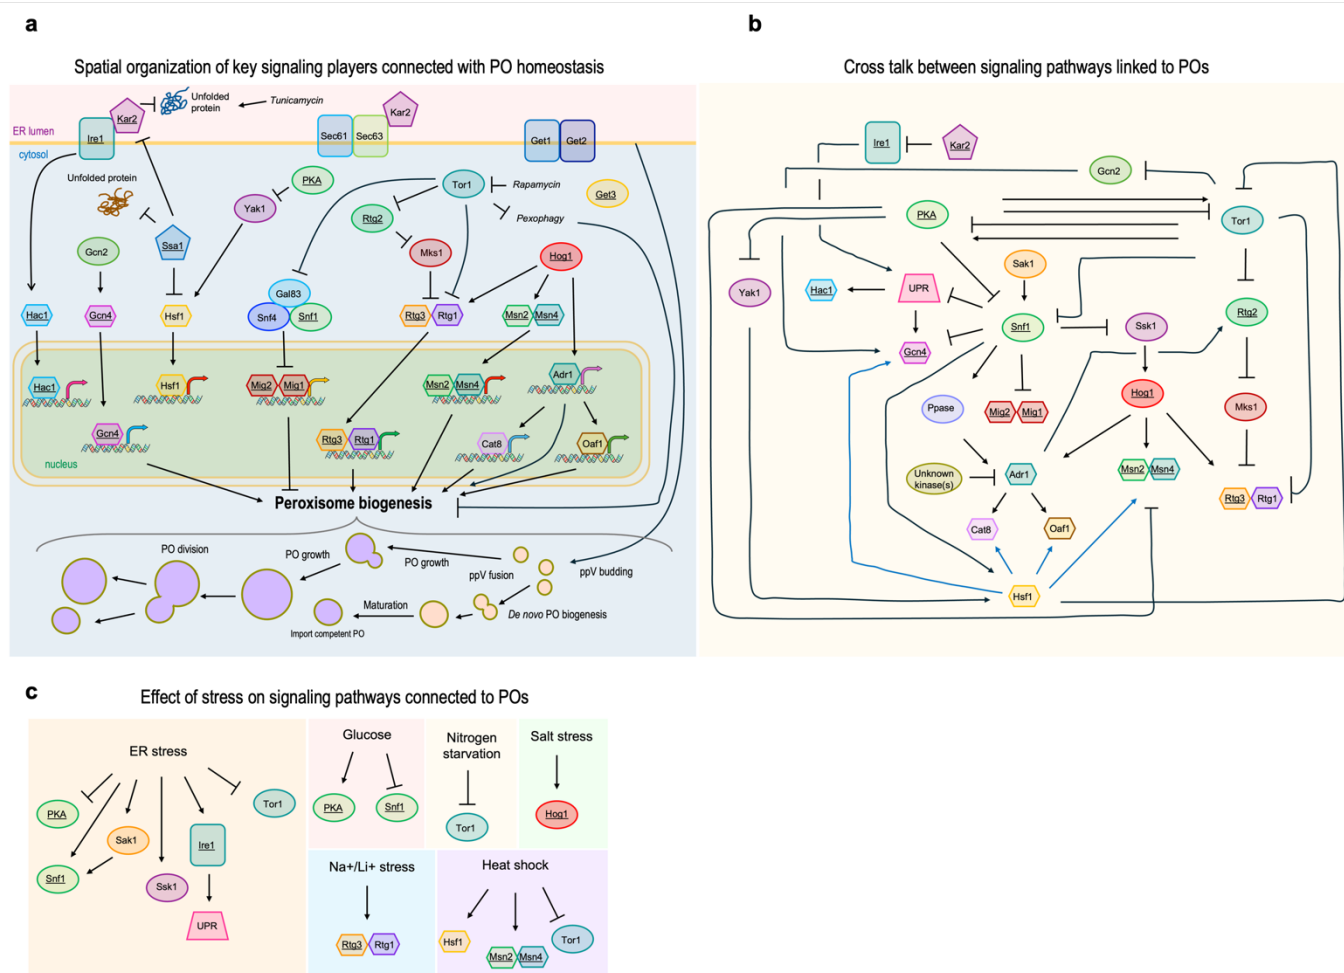 a
Spatial organization of key signaling players connected with PO homeostasis
Kar2
Unfolded
protein
Tunicamycin
Kar2
ER lumen
Ire1
Sec61
Sec63
Get1
Get2
cytosol
Unfolded protein
PKA
Tor1
Rapamycin
Get3
Yak1
Rtg2
Pexophagy
Gcn2
Ssa1
Mks1
Hog1
Gal83
Hac1
Gcn4
Hsf1
Snf4
Snf1
Rtg3
Rtg1
Msn2
Msn4
Hac1
Hsf1
Mig2
Mig1
Msn2
Msn4
Adr1
Gcn4
Rtg3
Rtg1
Cat8
Oaf1
nucleus
Peroxisome biogenesis
PO division
PO growth
PO growth
ppV fusion
ppV budding
Maturation
De novo PO biogenesis
Import competent PO
b
Cross talk between signaling pathways linked to POs
Ire1
Kar2
Gcn2
PKA
Tor1
Sak1
Yak1
Hac1
UPR
Snf1
Ssk1
Rtg2
Gcn4
Hog1
Ppase
Mig2
Mig1
Mks1
Unknown
kinase(s)
Adr1
Msn2
Msn4
Rtg3
Rtg1
Cat8
Oaf1
Hsf1
c
Effect of stress on signaling pathways connected to POs
ER stress
PKA
Tor1
Sak1
Ire1
Snf1
Ssk1
UPR
Glucose
PKA
Snf1
Nitrogen
starvation
Tor1
Salt stress
Hog1
Na+/Li+ stress
Rtg3
Rtg1
Heat shock
Hsf1
Msn2
Msn4
Tor1